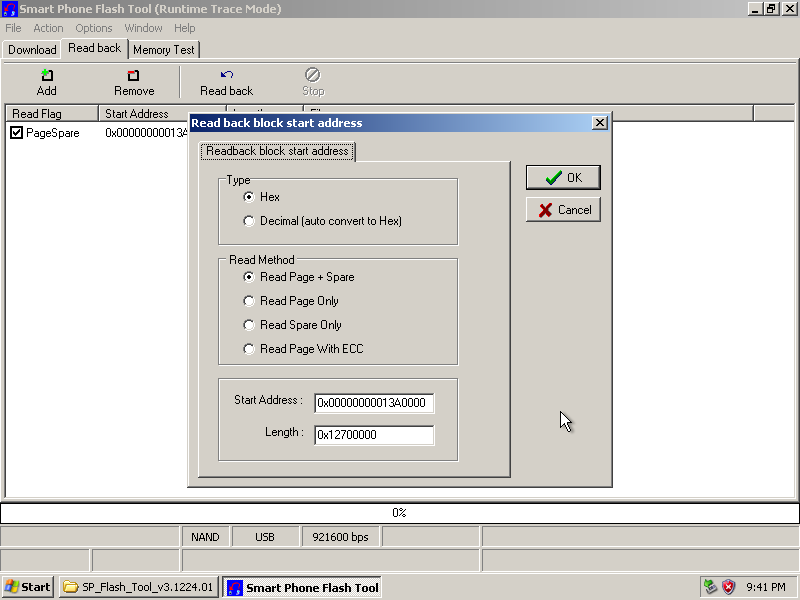 Smart Phone Flash Tool (Runtime Trace Mode)
File Action Options Window Help
Download Read back Memory Test
Add Remove Read back Stop
Read Flag Start Address
PageSpare 0x00000000013A
Read back block start address
Readback block start address
Type
Hex
Decimal (auto convert to Hex)
OK
Cancel
Read Method
Read Page + Spare
Read Page Only
Read Spare Only
Read Page With ECC
Start Address : 0x00000000013A0000
Length : 0x12700000
0%
NAND USB 921600 bps
Start SP_Flash_Tool_v3.1224.01 Smart Phone Flash Tool 9:41 PM